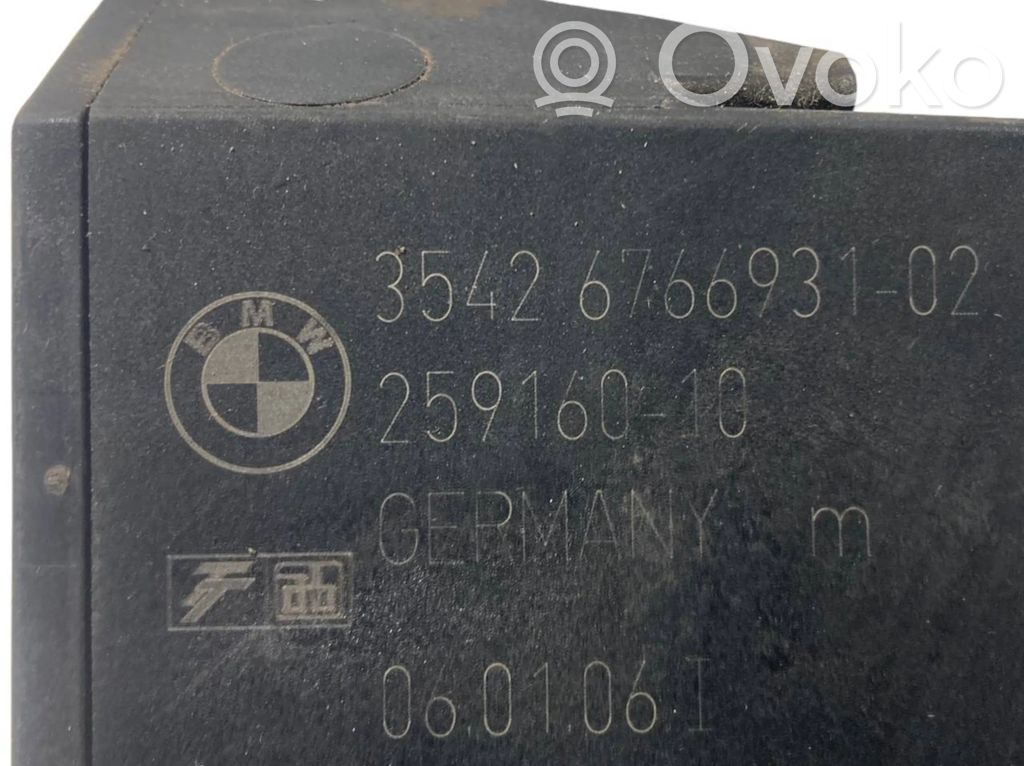 Ovoko
3542 6766931-02
BMW
259160-10
GERMANY m
06.01.06 I